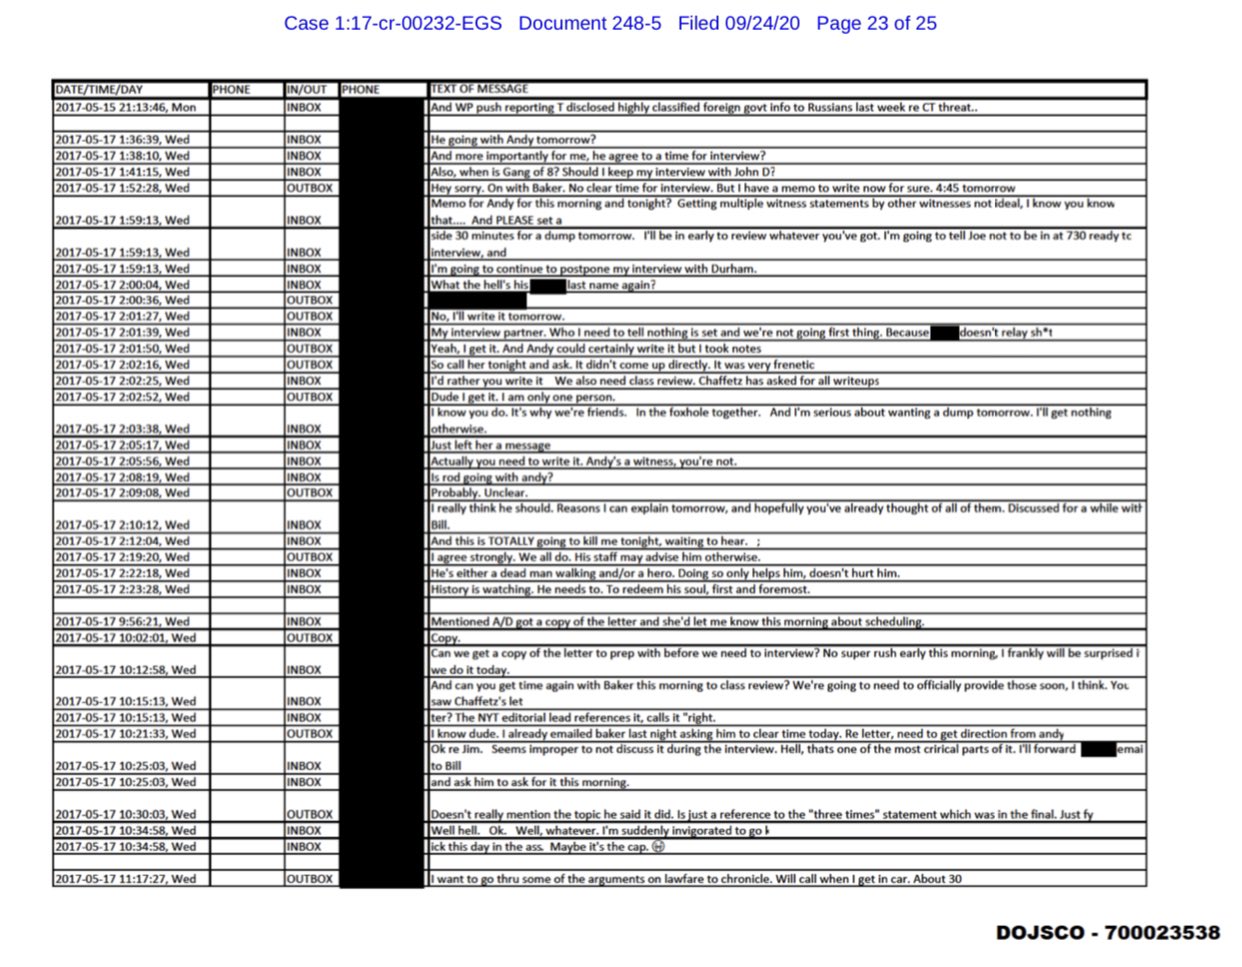 Case 1:17-cr-00232-EGS Document 248-5 Filed 09/24/20 Page 23 of 25
DATE/TIME/DAY PHONE IN/OUT PHONE TEXT OF MESSAGE
2017-05-15 21:13:46, Mon INBOX And WP push reporting T disclosed highly classified foreign govt info to Russians last week re CT threat..
2017-05-17 1:36:39, Wed INBOX He going with Andy tomorrow?
2017-05-17 1:38:10, Wed INBOX And more importantly for me, he agree to a time for interview?
2017-05-17 1:41:15, Wed INBOX Also, when is Gang of 8? Should I keep my interview with John D?
2017-05-17 1:52:28, Wed OUTBOX Hey sorry. On with Baker. No clear time for interview. But I have a memo to write now for sure. 4:45 tomorrow
Memo for Andy for this morning and tonight? Getting multiple witness statements by other witnesses not ideal, I know you know
2017-05-17 1:59:13, Wed INBOX that.... And PLEASE set a
side 30 minutes for a dump tomorrow. I'll be in early to review whatever you've got. I'm going to tell Joe not to be in at 730 ready tc
2017-05-17 1:59:13, Wed INBOX interview, and
2017-05-17 1:59:13, Wed INBOX I'm going to continue to postpone my interview with Durham.
2017-05-17 2:00:04, Wed INBOX What the hell's his last name again?
2017-05-17 2:00:36, Wed OUTBOX
2017-05-17 2:01:27, Wed OUTBOX No, I'll write it tomorrow.
2017-05-17 2:01:39, Wed INBOX My interview partner. Who I need to tell nothing is set and we're not going first thing. Because doesn't relay sh*t
2017-05-17 2:01:50, Wed OUTBOX Yeah, I get it. And Andy could certainly write it but I took notes
2017-05-17 2:02:16, Wed OUTBOX So call her tonight and ask. It didn't come up directly. It was very frenetic
2017-05-17 2:02:25, Wed INBOX I'd rather you write it We also need class review. Chaffetz has asked for all writeups
2017-05-17 2:02:52, Wed OUTBOX Dude I get it. I am only one person.
I know you do. It's why we're friends. In the foxhole together. And I'm serious about wanting a dump tomorrow. I'll get nothing
2017-05-17 2:03:38, Wed INBOX otherwise.
2017-05-17 2:05:17, Wed INBOX Just left her a message
2017-05-17 2:05:56, Wed INBOX Actually you need to write it. Andy's a witness, you're not.
2017-05-17 2:08:19, Wed INBOX Is rod going with andy?
2017-05-17 2:09:08, Wed OUTBOX Probably. Unclear.
I really think he should. Reasons I can explain tomorrow, and hopefully you've already thought of all of them. Discussed for a while with
2017-05-17 2:10:12, Wed INBOX Bill.
2017-05-17 2:12:04, Wed INBOX And this is TOTALLY going to kill me tonight, waiting to hear. ;
2017-05-17 2:19:20, Wed OUTBOX I agree strongly. We all do. His staff may advise him otherwise.
2017-05-17 2:22:18, Wed INBOX He's either a dead man walking and/or a hero. Doing so only helps him, doesn't hurt him.
2017-05-17 2:23:28, Wed INBOX History is watching. He needs to. To redeem his soul, first and foremost.
2017-05-17 9:56:21, Wed INBOX Mentioned A/D got a copy of the letter and she'd let me know this morning about scheduling.
2017-05-17 10:02:01, Wed OUTBOX Copy.
Can we get a copy of the letter to prep with before we need to interview? No super rush early this morning, I frankly will be surprised i
2017-05-17 10:12:58, Wed INBOX we do it today.
And can you get time again with Baker this morning to class review? We're going to need to officially provide those soon, I think. You
2017-05-17 10:15:13, Wed INBOX saw Chaffetz's let
2017-05-17 10:15:13, Wed INBOX ter? The NYT editorial lead references it, calls it "right.
2017-05-17 10:21:33, Wed OUTBOX I know dude. I already emailed baker last night asking him to clear time today. Re letter, need to get direction from andy
Ok re Jim. Seems improper to not discuss it during the interview. Hell, thats one of the most crirical parts of it. I'll forward emai
2017-05-17 10:25:03, Wed INBOX to Bill
2017-05-17 10:25:03, Wed INBOX and ask him to ask for it this morning.
2017-05-17 10:30:03, Wed OUTBOX Doesn't really mention the topic he said it did. Is just a reference to the "three times" statement which was in the final. Just fy
2017-05-17 10:34:58, Wed INBOX Well hell. Ok. Well, whatever. I'm suddenly invigorated to go k
2017-05-17 10:34:58, Wed INBOX ick this day in the ass. Maybe it's the cap.
2017-05-17 11:17:27, Wed OUTBOX I want to go thru some of the arguments on lawfare to chronicle. Will call when I get in car. About 30
DOJSCO - 700023538